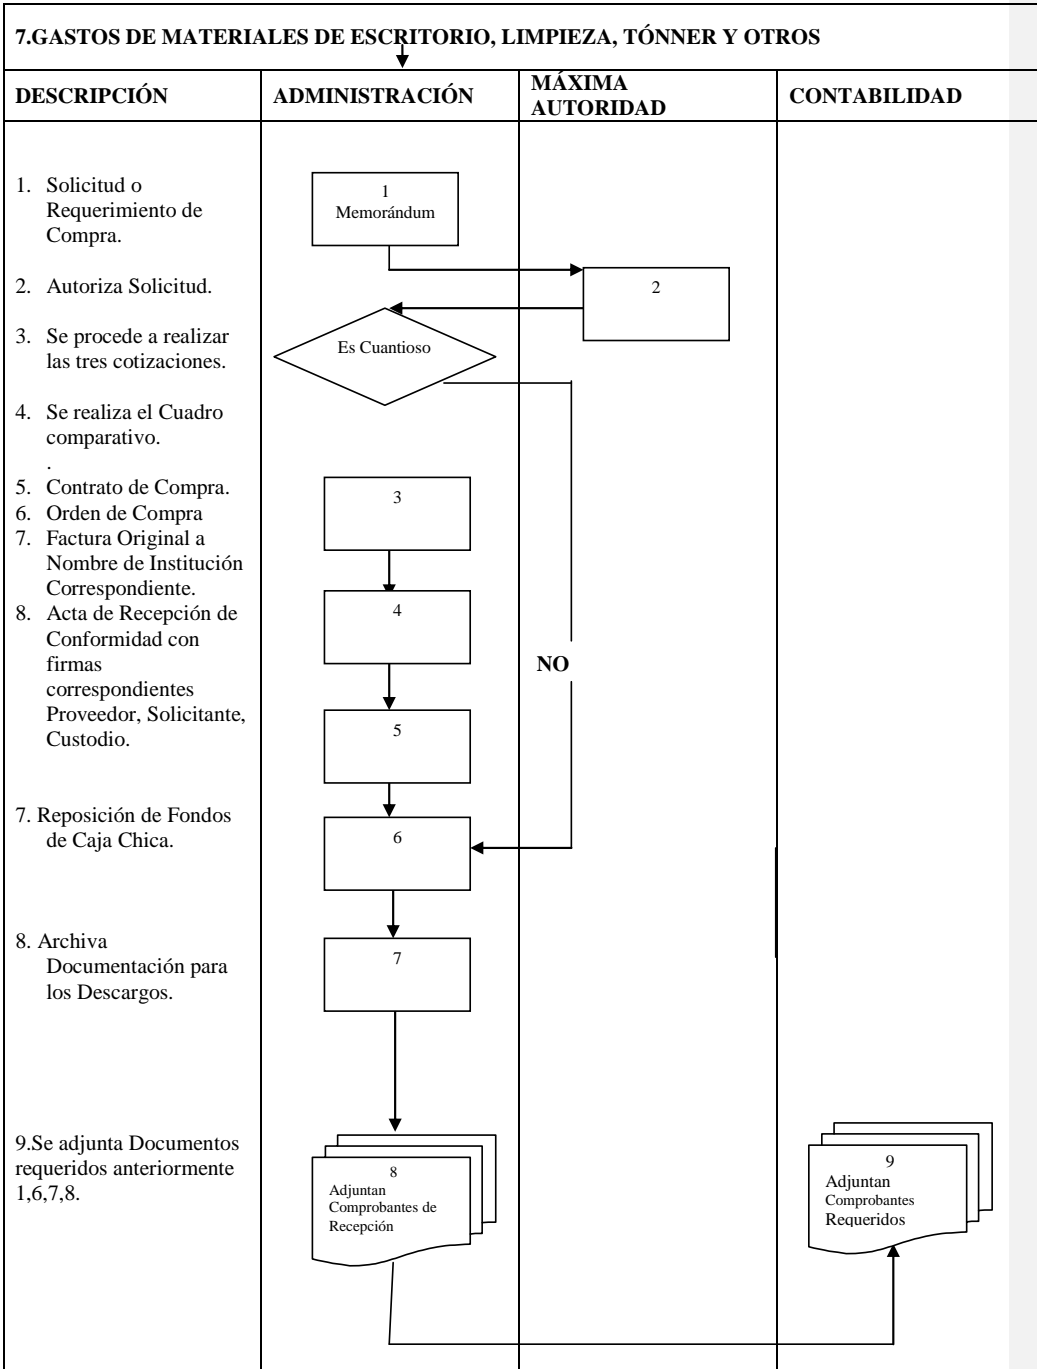 7.GASTOS DE MATERIALES DE ESCRITORIO, LIMPIEZA, TÓNNER Y OTROS
DESCRIPCIÓN
ADMINISTRACIÓN
MÁXIMA
AUTORIDAD
CONTABILIDAD
1. Solicitud o
Requerimiento de
Compra.
2. Autoriza Solicitud.
3. Se procede a realizar
las tres cotizaciones.
4. Se realiza el Cuadro
comparativo.
.
5. Contrato de Compra.
6. Orden de Compra
7. Factura Original a
Nombre de Institución
Correspondiente.
8. Acta de Recepción de
Conformidad con
firmas
correspondientes
Proveedor, Solicitante,
Custodio.
7. Reposición de Fondos
de Caja Chica.
8. Archiva
Documentación para
los Descargos.
9.Se adjunta Documentos
requeridos anteriormente
1,6,7,8.
1
Memorándum
2
Es Cuantioso
3
4
NO
5
6
7
8
Adjuntan
Comprobantes de
Recepción
9
Adjuntan
Comprobantes
Requeridos